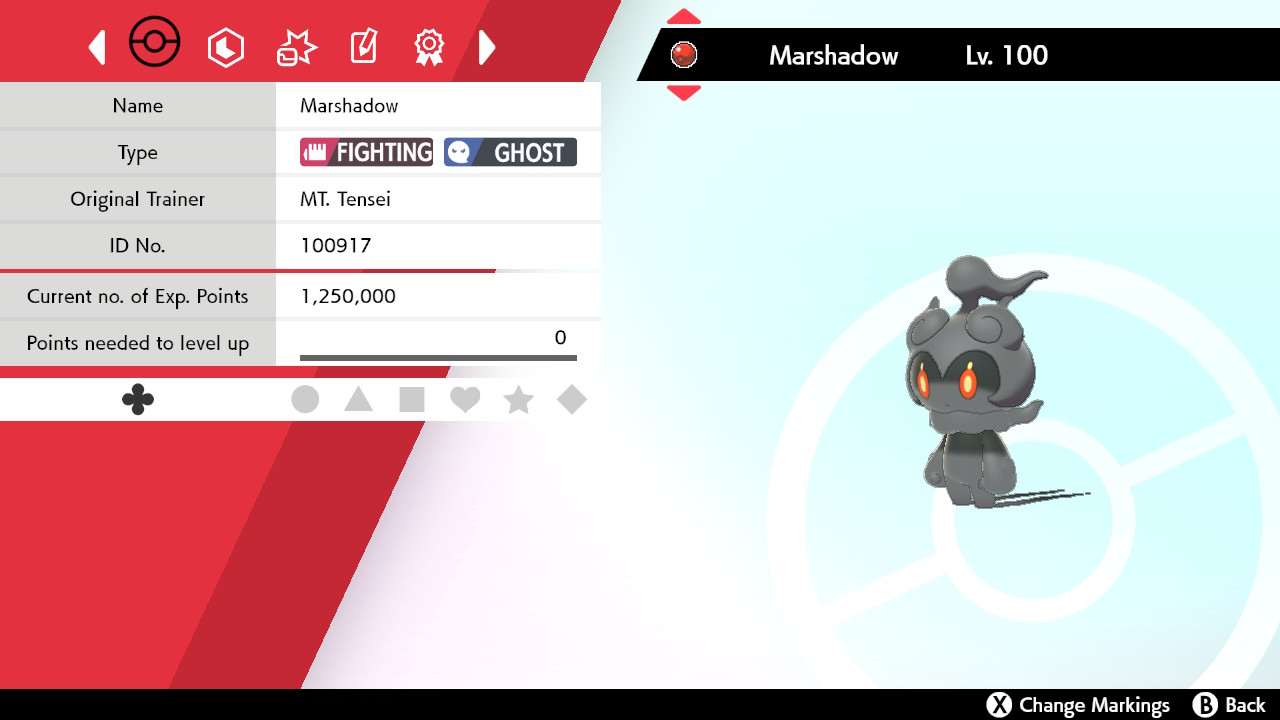 Marshadow Lv. 100
Name Marshadow
Type FIGHTING GHOST
Original Trainer MT. Tensei
ID No. 100917
Current no. of Exp. Points 1,250,000
Points needed to level up 0
X Change Markings B Back